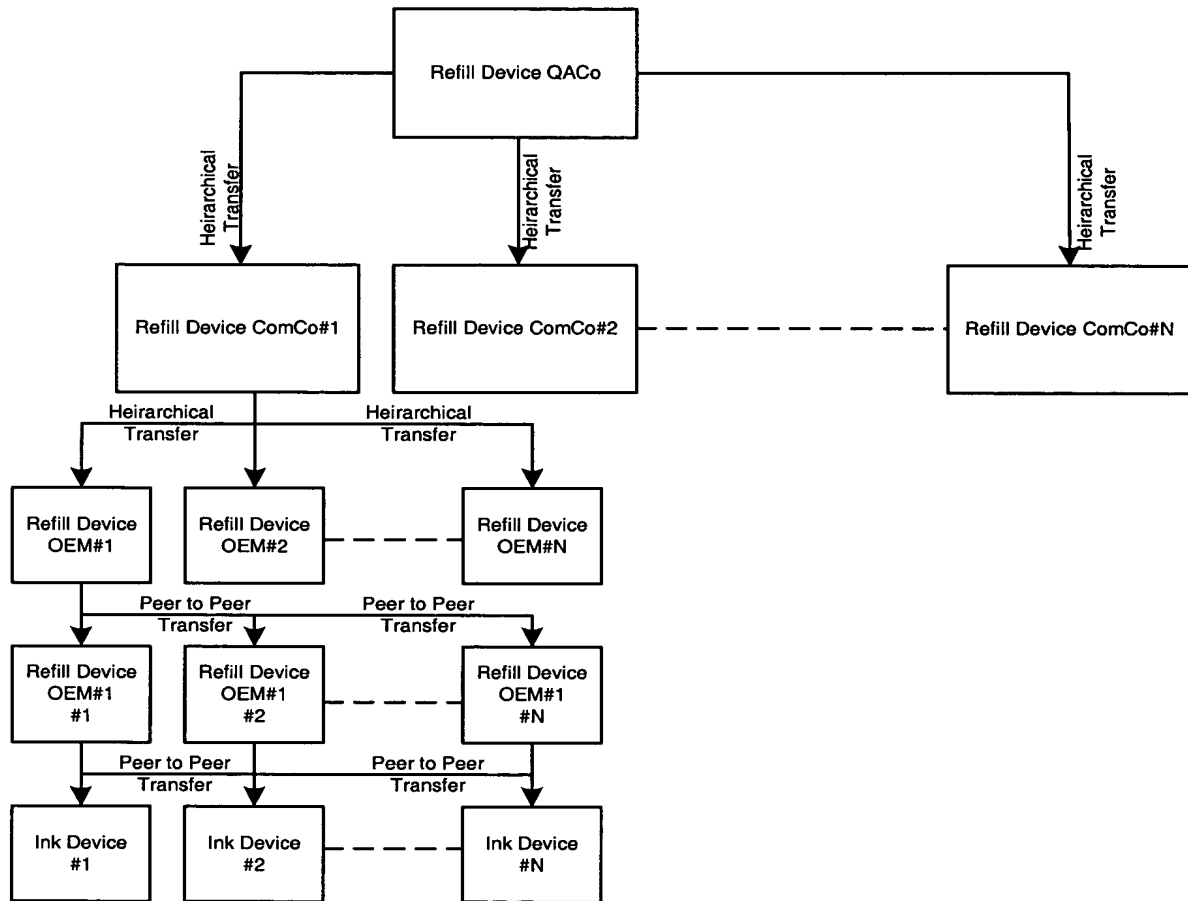 Refill Device QACo
Heirarchical
Transfer
Heirarchical
Transfer
Heirarchical
Transfer
Refill Device ComCo#1
Refill Device ComCo#2
Refill Device ComCo#N
Heirarchical
Transfer
Heirarchical
Transfer
Refill Device
OEM#1
Refill Device
OEM#2
Refill Device
OEM#N
Peer to Peer
Transfer
Peer to Peer
Transfer
Refill Device
OEM#1
#1
Refill Device
OEM#1
#2
Refill Device
OEM#1
#N
Peer to Peer
Transfer
Peer to Peer
Transfer
Ink Device
#1
Ink Device
#2
Ink Device
#N